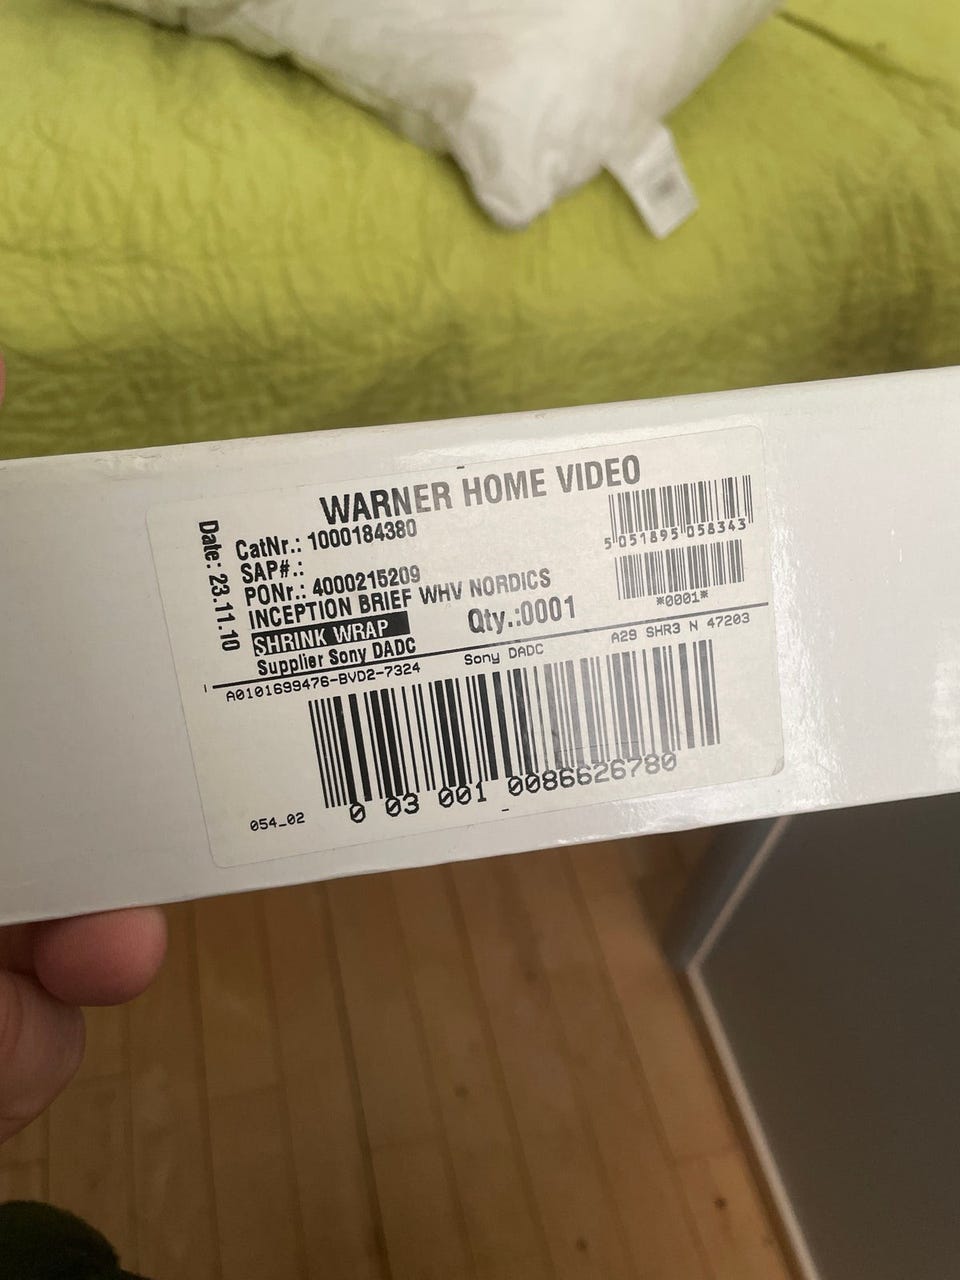 WARNER HOME VIDEO
Date: 23.11.10
CatNr.: 1000184380
SAP#.:
PONr.: 4000215209
INCEPTION BRIEF WHV NORDICS
SHRINK WRAP
Qty.:0001
Supplier Sony DADC
5 051895 058343
*0001*
A0101699476-BVD2-7324 Sony DADC A29 SHR3 N 47203
0 03 001 0086626780
054_02